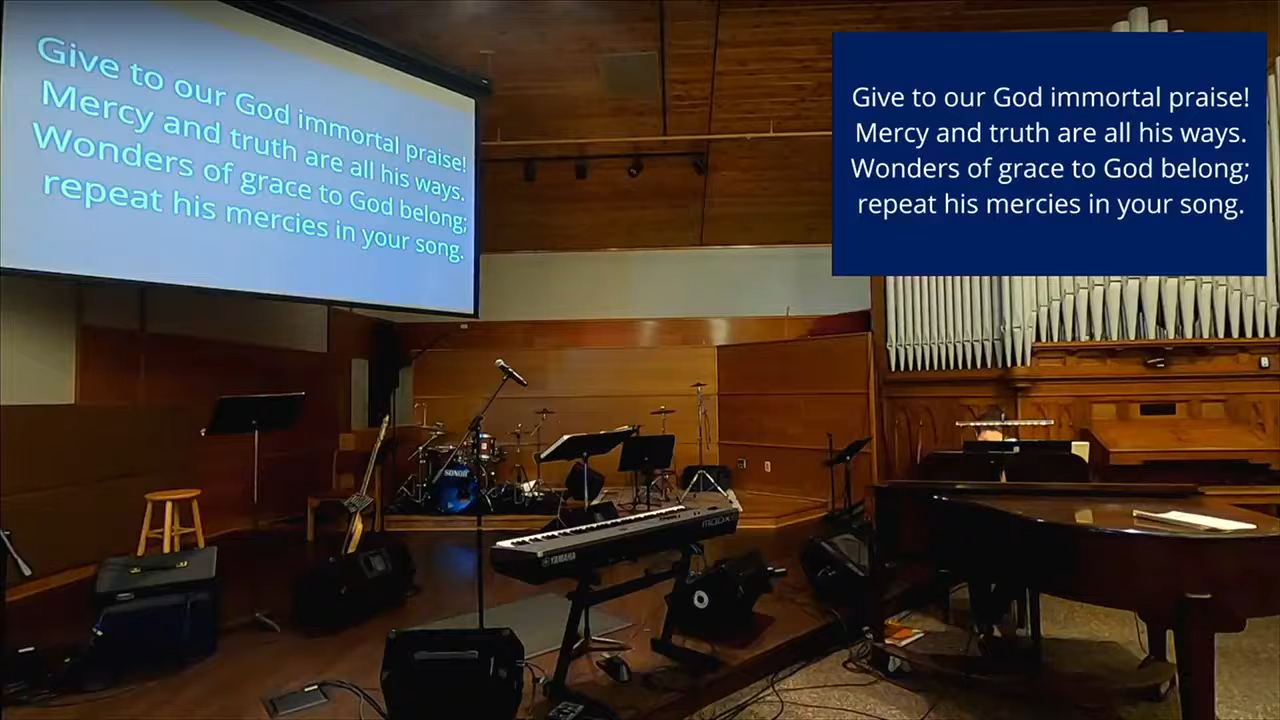 Give to our God immortal praise!
Mercy and truth are all his ways.
Wonders of grace to God belong;
repeat his mercies in your song.
Give to our God immortal praise!
Mercy and truth are all his ways.
Wonders of grace to God belong;
repeat his mercies in your song.
SONOR
YAMAHA
MODX